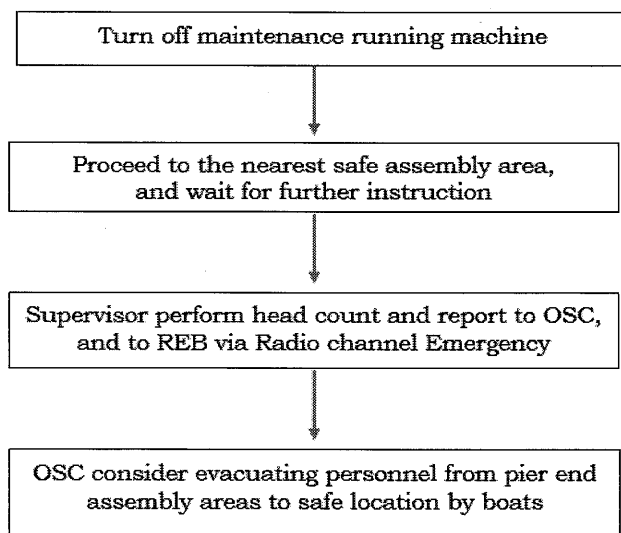 Turn off maintenance running machine
Proceed to the nearest safe assembly area,
and wait for further instruction
Supervisor perform head count and report to OSC,
and to REB via Radio channel Emergency
OSC consider evacuating personnel from pier end
assembly areas to safe location by boats